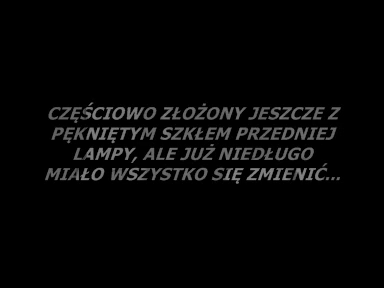 CZĘŚCIOWO ZŁOŻONY JESZCZE Z
PĘKNIĘTYM SZKŁEM PRZEDNIEJ
LAMPY, ALE JUŻ NIEDŁUGO
MIAŁO WSZYSTKO SIĘ ZMIENIĆ...